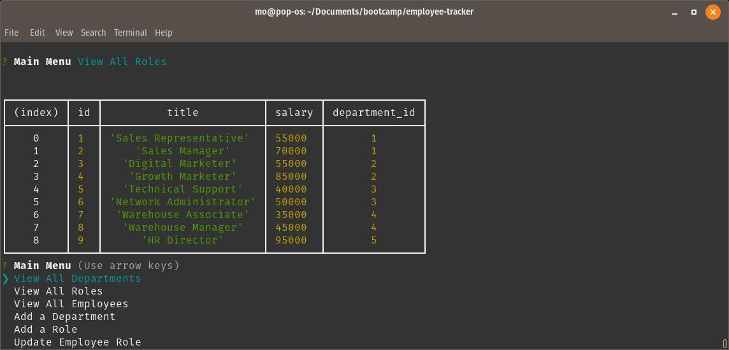 mo@pop-os: ~/Documents/bootcamp/employee-tracker
File Edit View Search Terminal Help
? Main Menu View All Roles
(index) id title salary department_id
0 1 'Sales Representative' 55000 1
1 2 'Sales Manager' 70000 1
2 3 'Digital Marketer' 55000 2
3 4 'Growth Marketer' 85000 2
4 5 'Technical Support' 40000 3
5 6 'Network Administrator' 50000 3
6 7 'Warehouse Associate' 35000 4
7 8 'Warehouse Manager' 45000 4
8 9 'HR Director' 95000 5
? Main Menu (Use arrow keys)
❯ View All Departments
View All Roles
View All Employees
Add a Department
Add a Role
Update Employee Role